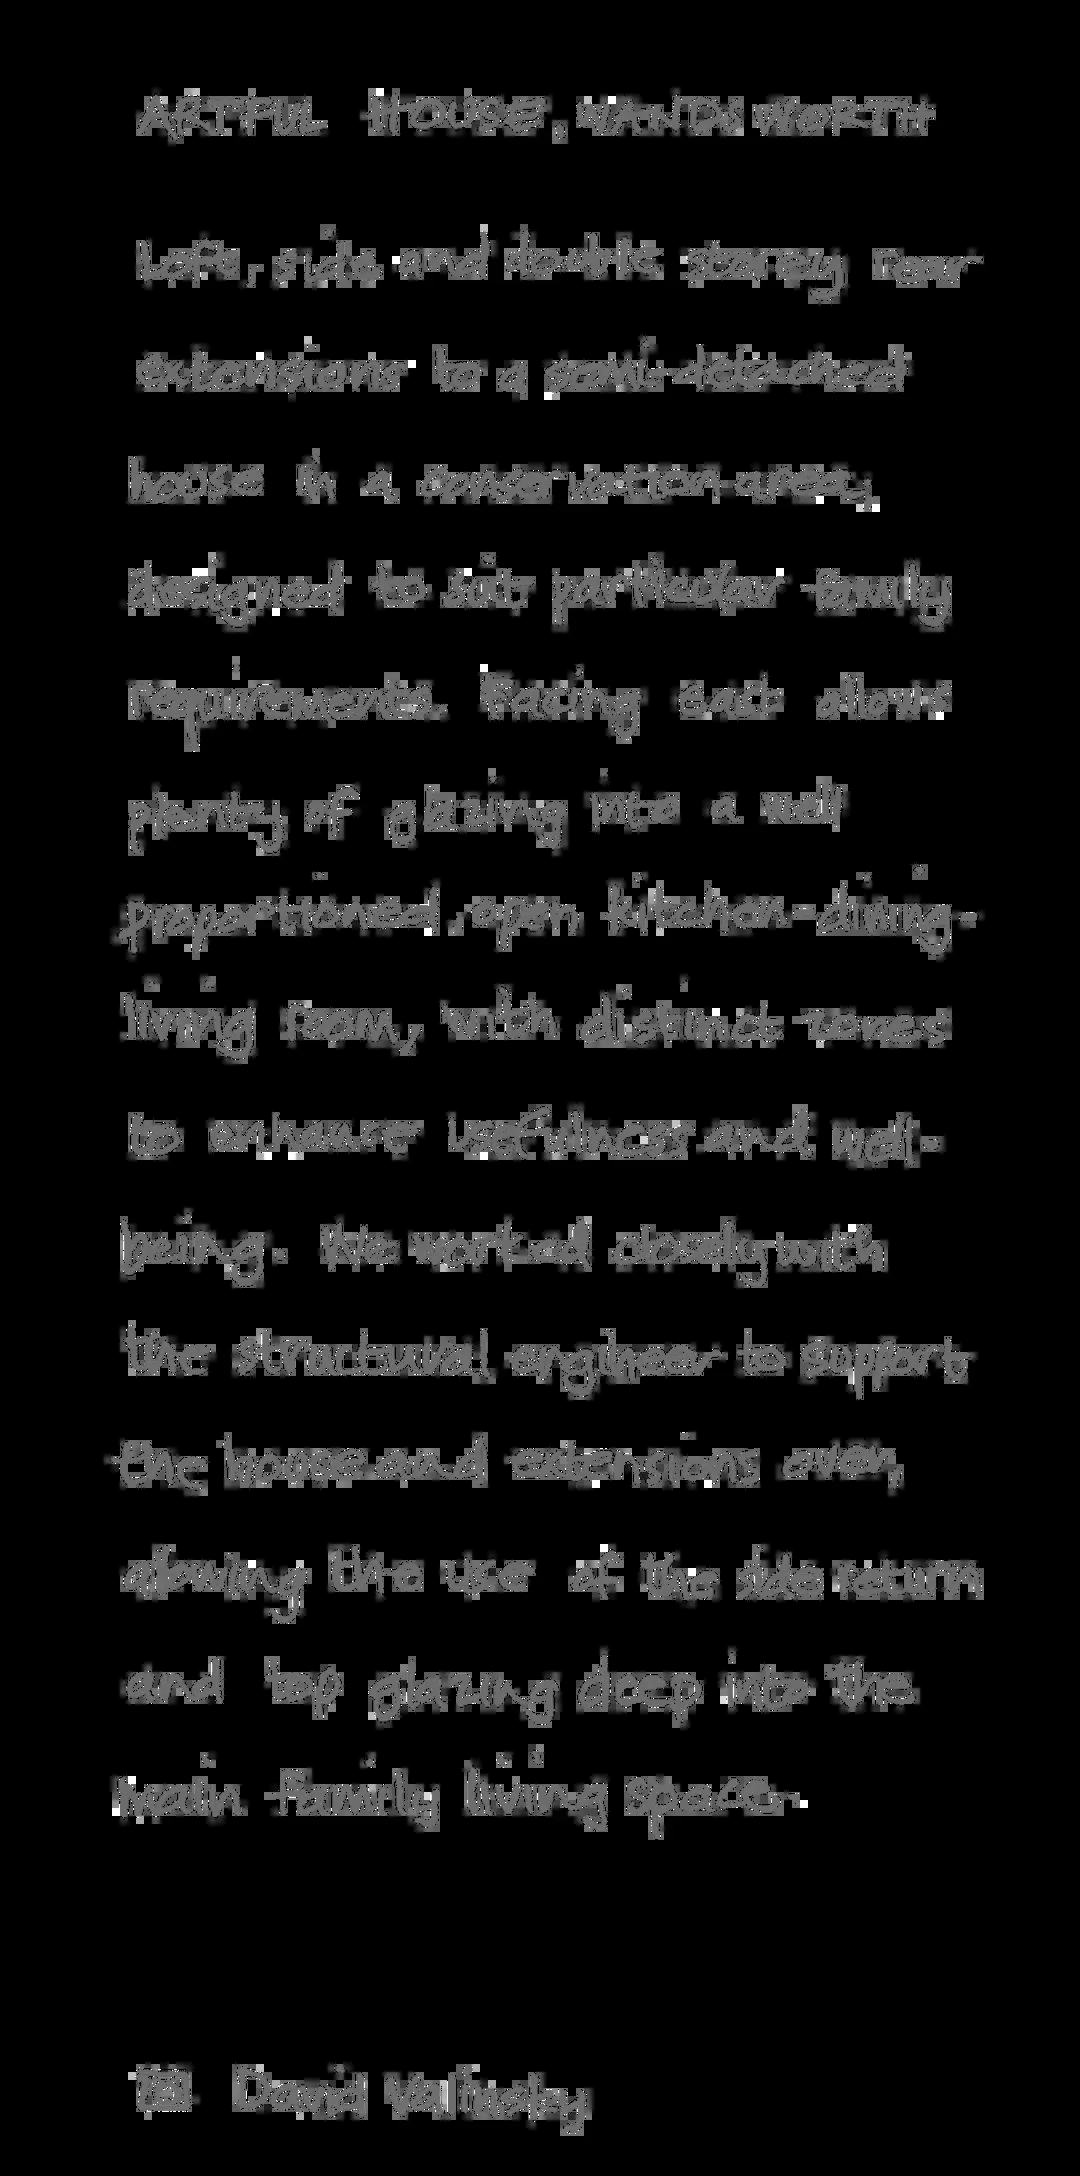 ARTFUL HOUSE, WANDSWORTH
Loft, side and double storey rear
extensions to a semi-detached
house in a conservation area,
designed to suit particular family
requirements. Facing east allows
plenty of glazing into a well
proportioned, open kitchen-dining-
living room, with distinct zones
to enhance usefulness and well-
being. We worked closely with
the structural engineer to support
the house and extensions over,
allowing the use of the side return
and top glazing deep into the
main family living space.
David Valinsky